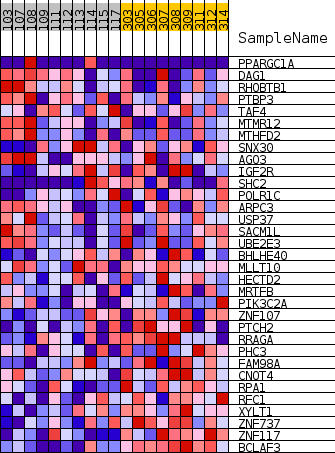 107 108 109 111 112 113 114 115 117 303 305 306 307 308 309 311 312 314
SampleName
PPARGC1A
DAG1
RHOBTB1
PTBP3
TAF4
MTMR12
MTHFD2
SNX30
AGO3
IGF2R
SHC2
POLR1C
ARPC3
USP37
SACM1L
UBE2E3
BHLHE40
MLLT10
HECTD2
MRTFB
PIK3C2A
ZNF107
PTCH2
RRAGA
PHC3
FAM98A
CNOT4
RPA1
RFC1
XYLT1
ZNF737
ZNF117
BCLAF3